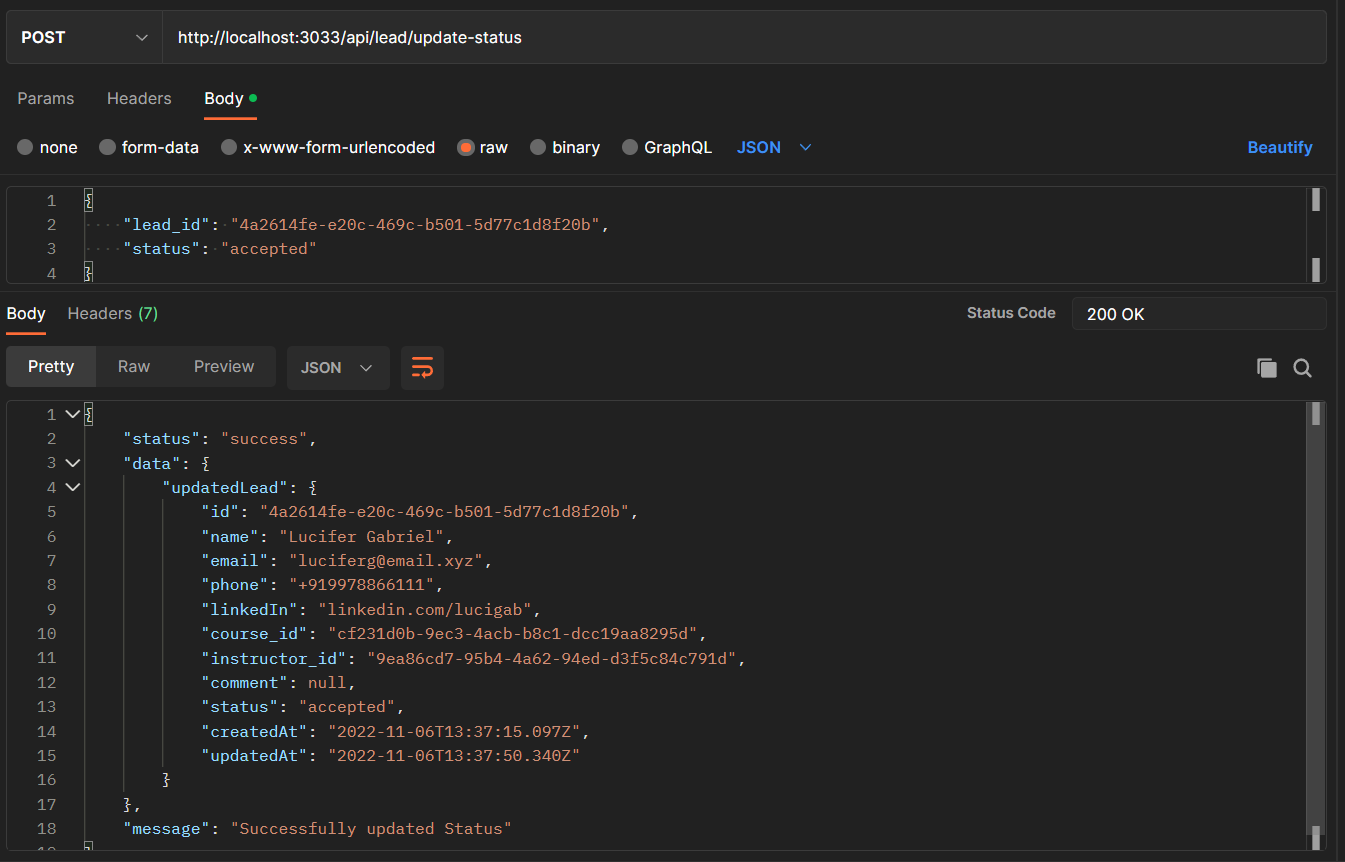 POST http://localhost:3033/api/lead/update-status
Params Headers Body
none form-data x-www-form-urlencoded raw binary GraphQL JSON Beautify
1 {
2 "lead_id": "4a2614fe-e20c-469c-b501-5d77c1d8f20b",
3 "status": "accepted"
4 }
Body Headers (7) Status Code 200 OK
Pretty Raw Preview JSON
1 {
2 "status": "success",
3 "data": {
4 "updatedLead": {
5 "id": "4a2614fe-e20c-469c-b501-5d77c1d8f20b",
6 "name": "Lucifer Gabriel",
7 "email": "luciferg@email.xyz",
8 "phone": "+919978866111",
9 "linkedIn": "linkedin.com/lucigab",
10 "course_id": "cf231d0b-9ec3-4acb-b8c1-dcc19aa8295d",
11 "instructor_id": "9ea86cd7-95b4-4a62-94ed-d3f5c84c791d",
12 "comment": null,
13 "status": "accepted",
14 "createdAt": "2022-11-06T13:37:15.097Z",
15 "updatedAt": "2022-11-06T13:37:50.340Z"
16 }
17 },
18 "message": "Successfully updated Status"